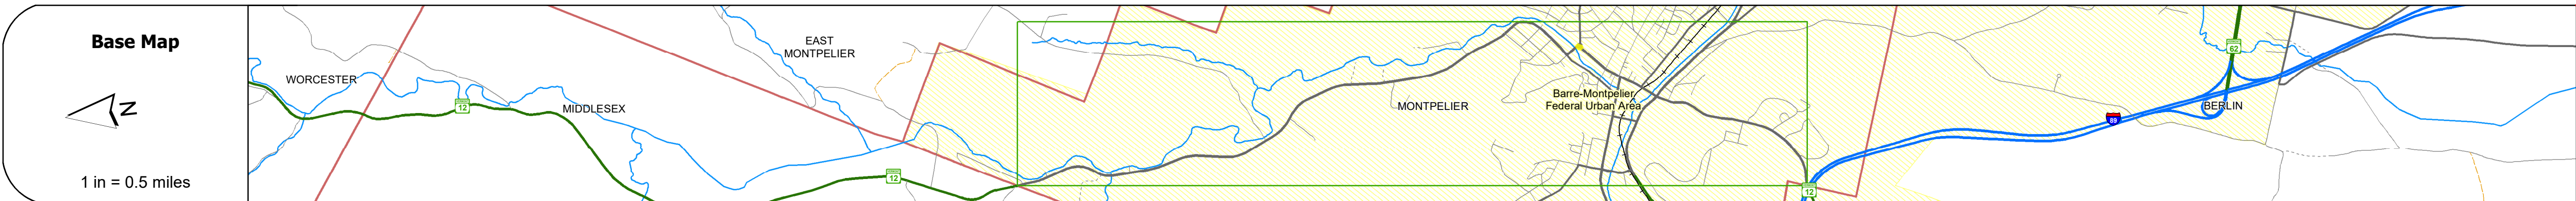 Base Map
N
1 in = 0.5 miles
WORCESTER
12
MIDDLESEX
EAST
MONTPELIER
12
MONTPELIER
Barre-Montpelier
Federal Urban Area
12
89
BERLIN
62